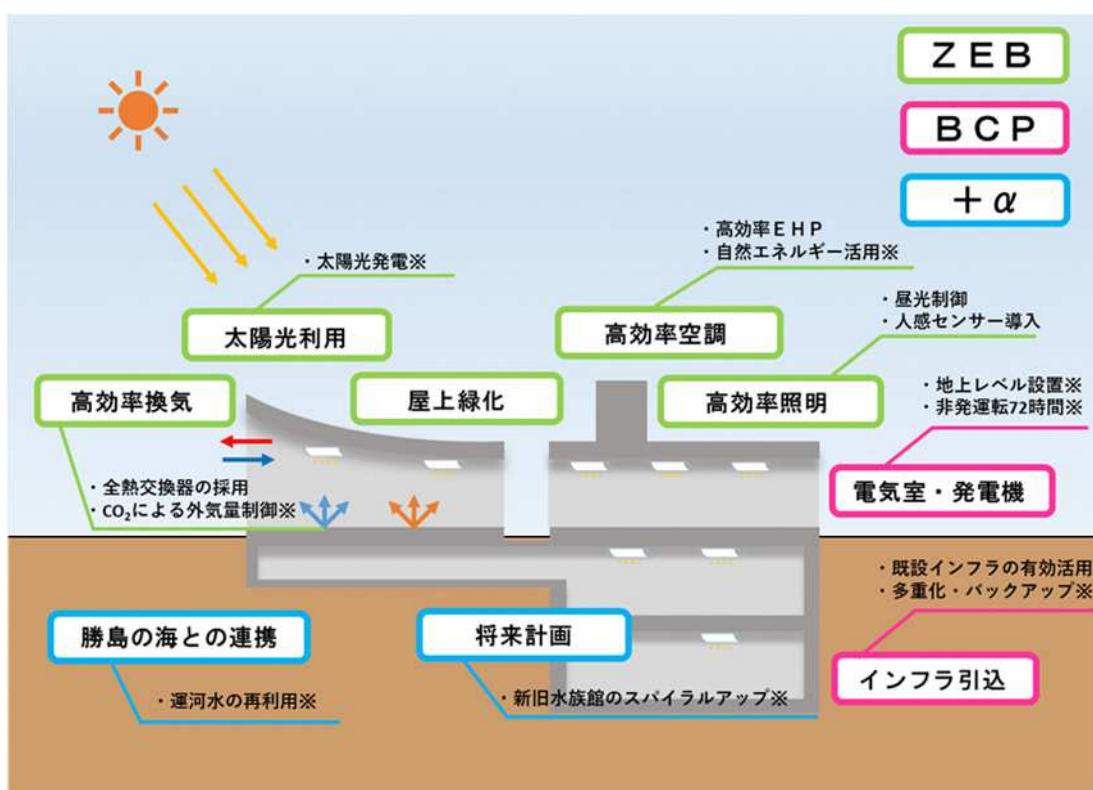 ＺＥＢ
ＢＣＰ
＋α
・太陽光発電※
太陽光利用
・高効率ＥＨＰ
・自然エネルギー活用※
高効率空調
・昼光制御
・人感センサー導入
高効率照明
高効率換気
・全熱交換器の採用
・CO₂による外気量制御※
屋上緑化
・地上レベル設置※
・非発運転72時間※
電気室・発電機
・既設インフラの有効活用
・多重化・バックアップ※
インフラ引込
勝島の海との連携
・運河水の再利用※
将来計画
・新旧水族館のスパイラルアップ※